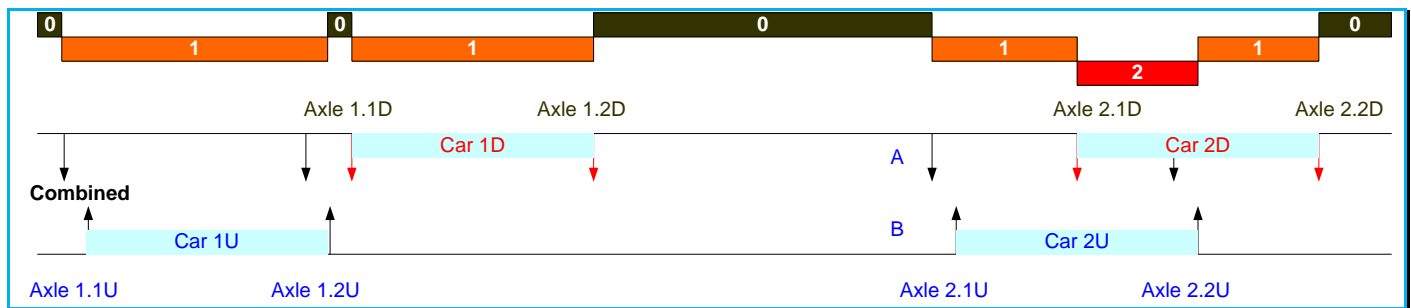 0 0 0 0
1 1 1 1
2
Axle 1.1D Axle 1.2D Axle 2.1D Axle 2.2D
Car 1D A Car 2D
Combined
Car 1U B Car 2U
Axle 1.1U Axle 1.2U Axle 2.1U Axle 2.2U